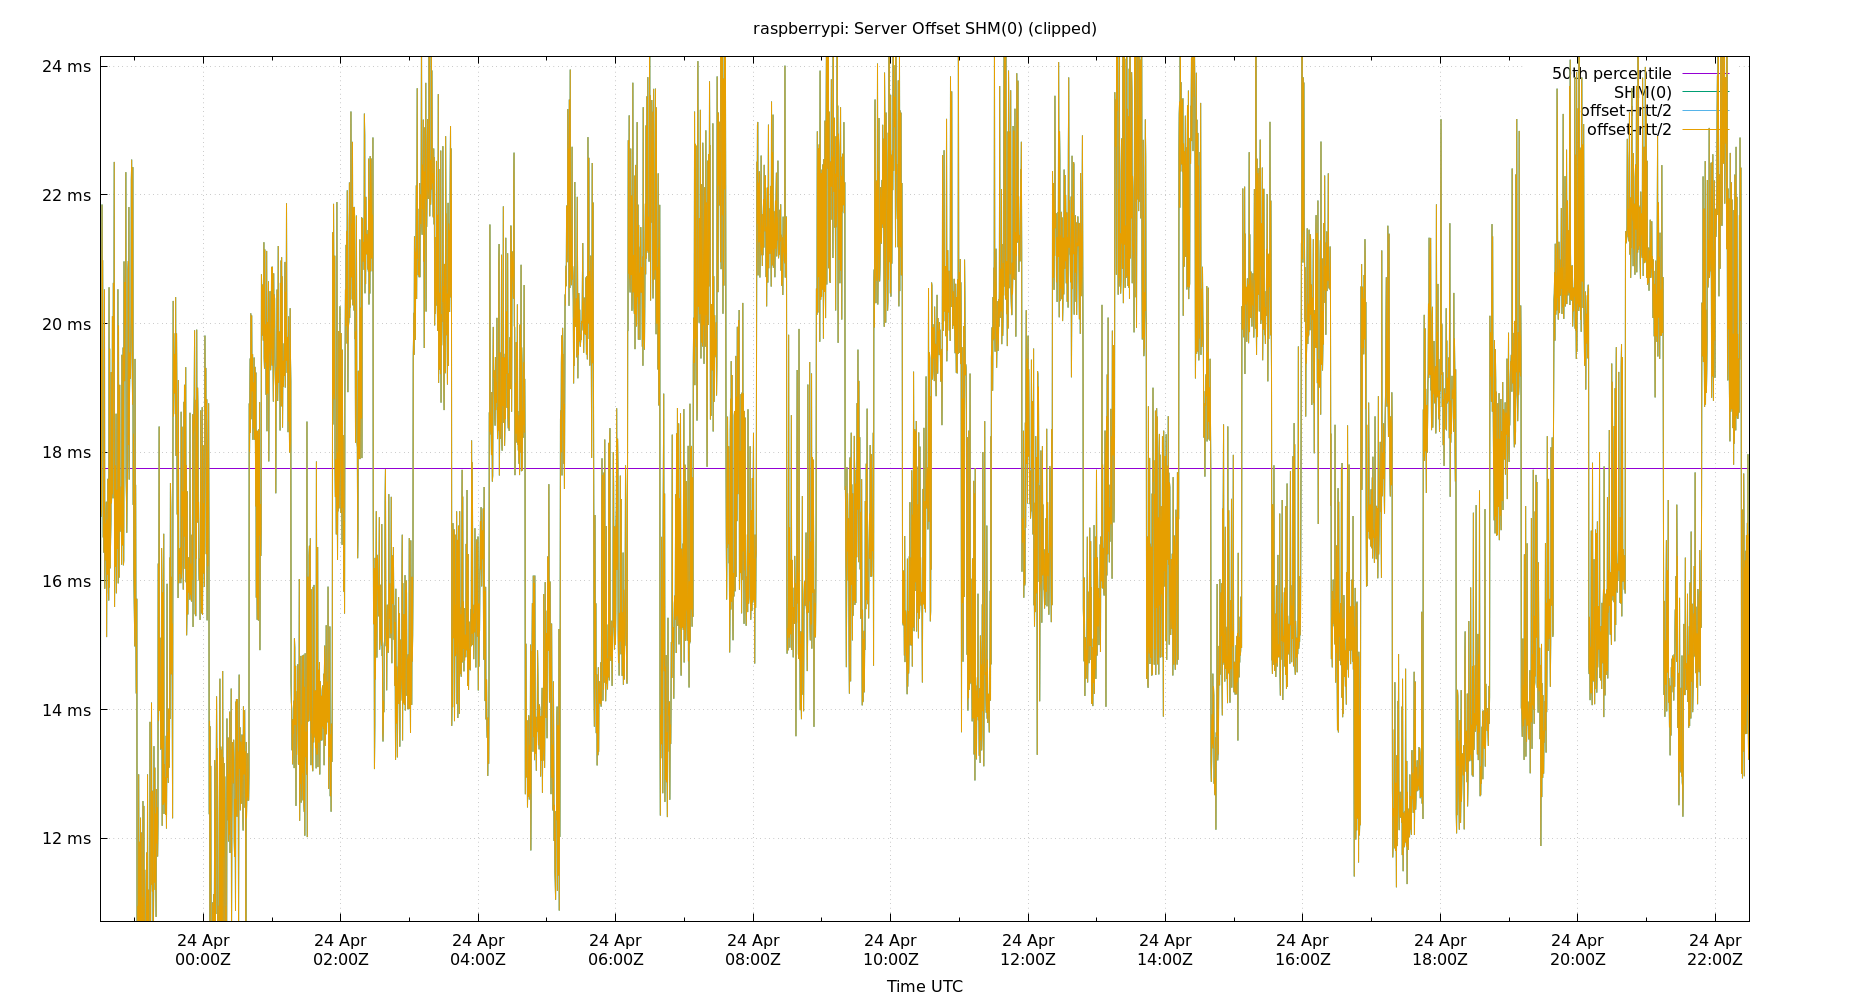 raspberrypi: Server Offset SHM(0) (clipped)
24 ms
22 ms
20 ms
18 ms
16 ms
14 ms
12 ms
50th percentile
SHM(0)
offset+rtt/2
offset-rtt/2
24 Apr 24 Apr 24 Apr 24 Apr 24 Apr 24 Apr 24 Apr 24 Apr 24 Apr 24 Apr 24 Apr 24 Apr
00:00Z 02:00Z 04:00Z 06:00Z 08:00Z 10:00Z 12:00Z 14:00Z 16:00Z 18:00Z 20:00Z 22:00Z
Time UTC